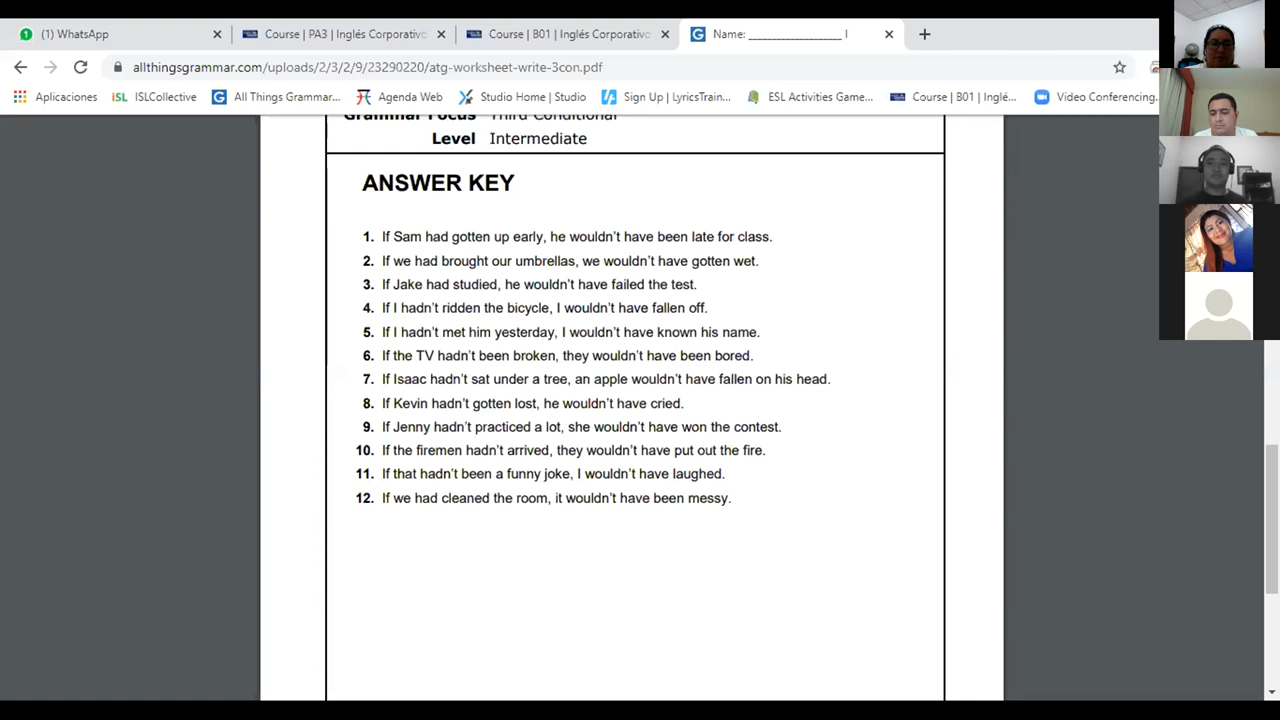 (1) WhatsApp
Course | PA3 | Inglés Corporativo
Course | B01 | Inglés Corporativo
Name: ___________________ I
allthingsgrammar.com/uploads/2/3/2/9/23290220/atg-worksheet-write-3con.pdf
Aplicaciones
iSL ISLCollective
All Things Grammar...
Agenda Web
Studio Home | Studio
Sign Up | LyricsTrain...
ESL Activities Game...
Course | B01 | Inglé...
Video Conferencing...
Grammar Focus Third Conditional
Level Intermediate
ANSWER KEY
1. If Sam had gotten up early, he wouldn't have been late for class.
2. If we had brought our umbrellas, we wouldn't have gotten wet.
3. If Jake had studied, he wouldn't have failed the test.
4. If I hadn't ridden the bicycle, I wouldn't have fallen off.
5. If I hadn't met him yesterday, I wouldn't have known his name.
6. If the TV hadn't been broken, they wouldn't have been bored.
7. If Isaac hadn't sat under a tree, an apple wouldn't have fallen on his head.
8. If Kevin hadn't gotten lost, he wouldn't have cried.
9. If Jenny hadn't practiced a lot, she wouldn't have won the contest.
10. If the firemen hadn't arrived, they wouldn't have put out the fire.
11. If that hadn't been a funny joke, I wouldn't have laughed.
12. If we had cleaned the room, it wouldn't have been messy.